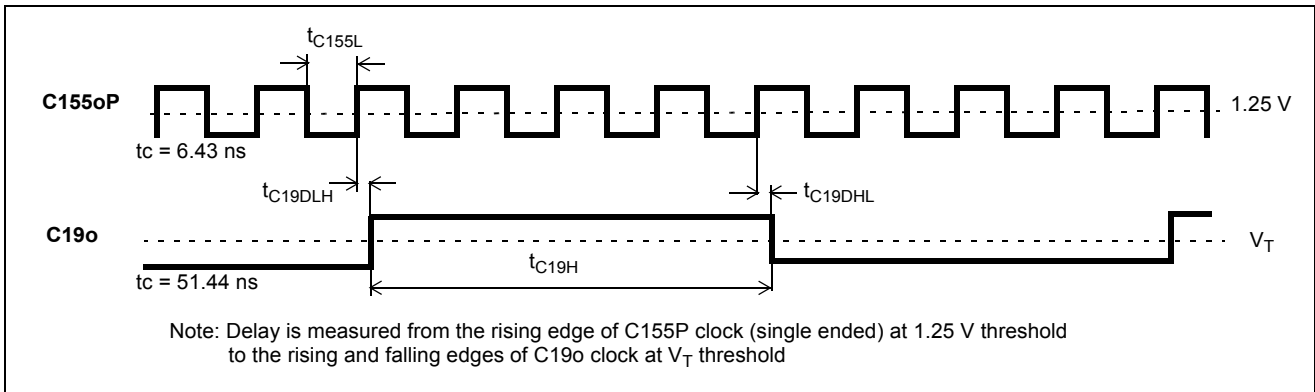 tC155L
C155oP
1.25 V
tc = 6.43 ns
tC19DLH
tC19DHL
C19o
VT
tC19H
tc = 51.44 ns
Note: Delay is measured from the rising edge of C155P clock (single ended) at 1.25 V threshold
to the rising and falling edges of C19o clock at VT threshold